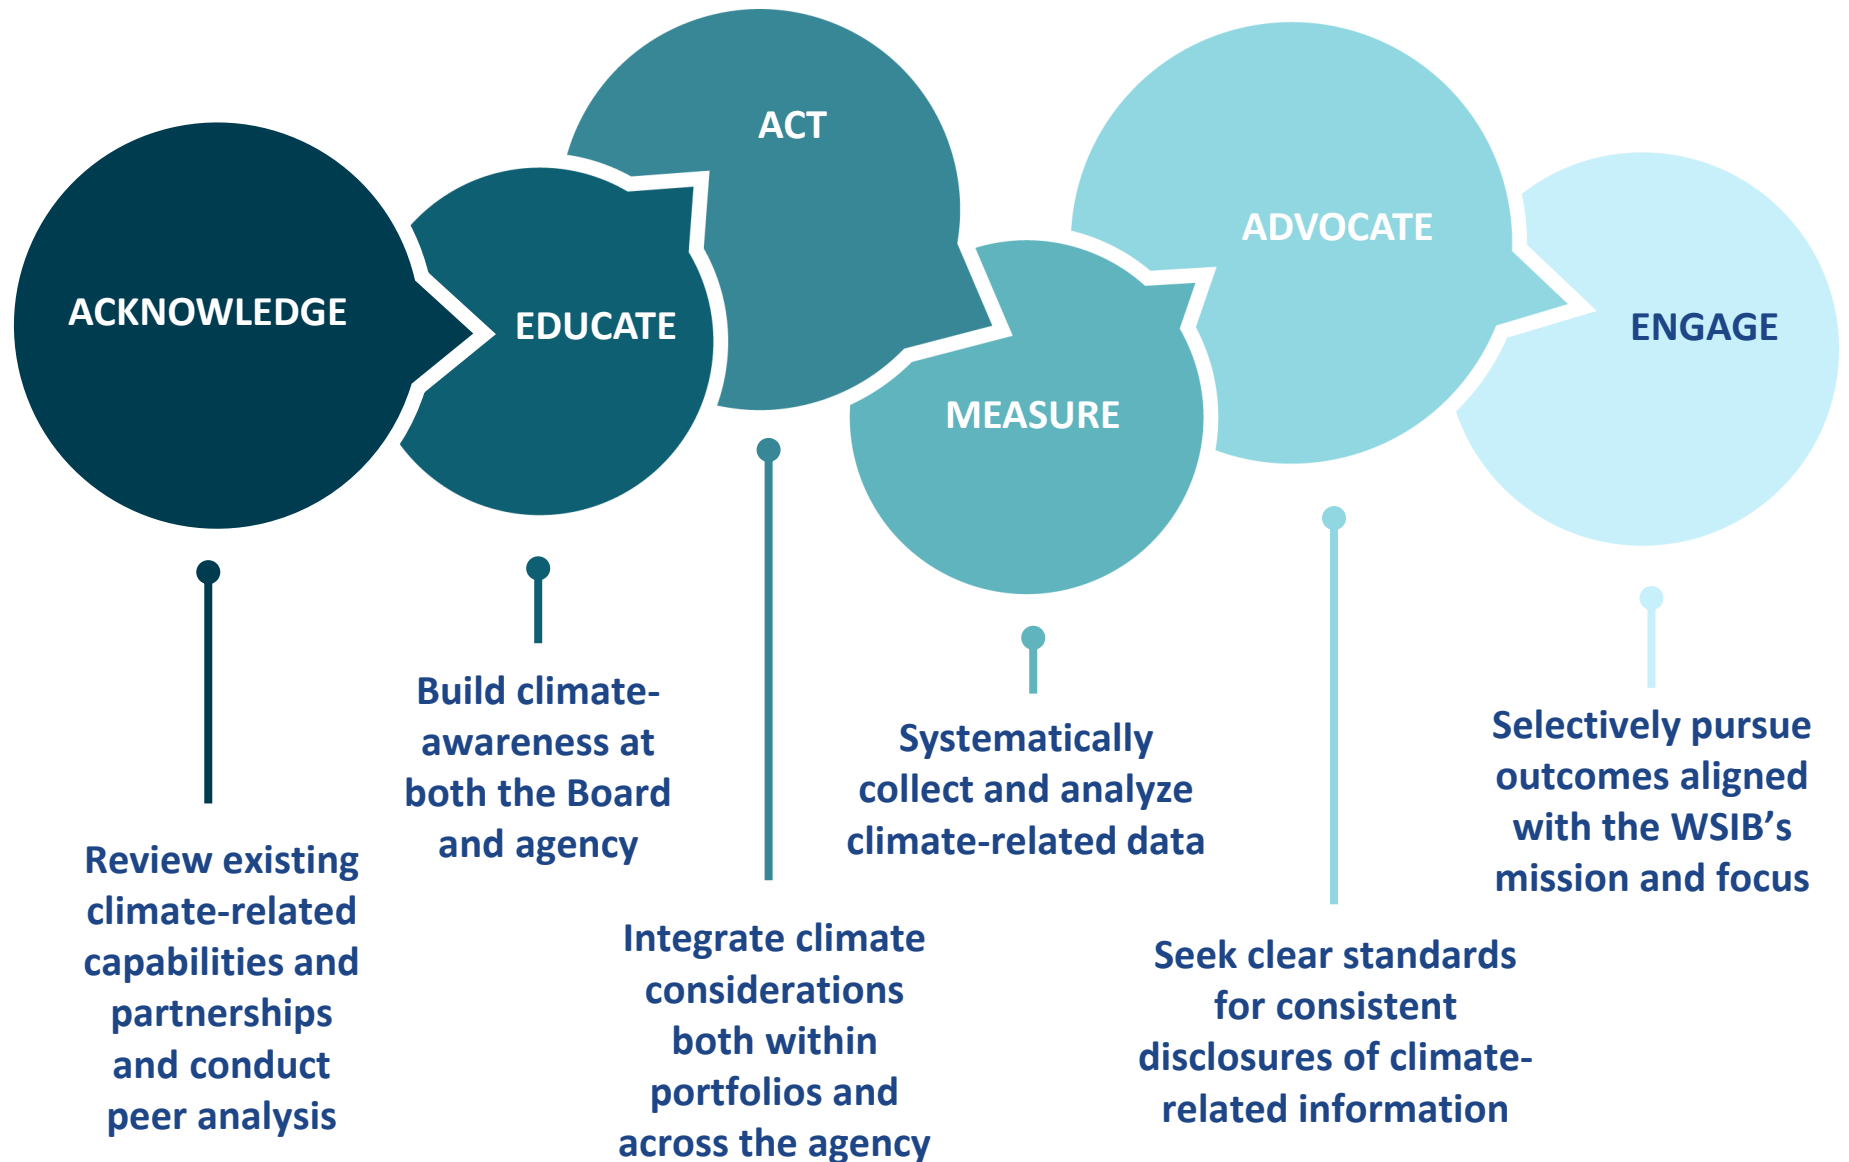 ACKNOWLEDGE
Review existing
climate-related
capabilities and
partnerships
and conduct
peer analysis
EDUCATE
Build climate-
awareness at
both the Board
and agency
ACT
Integrate climate
considerations
both within
portfolios and
across the agency
MEASURE
Systematically
collect and analyze
climate-related data
ADVOCATE
Seek clear standards
for consistent
disclosures of climate-
related information
ENGAGE
Selectively pursue
outcomes aligned
with the WSIB’s
mission and focus